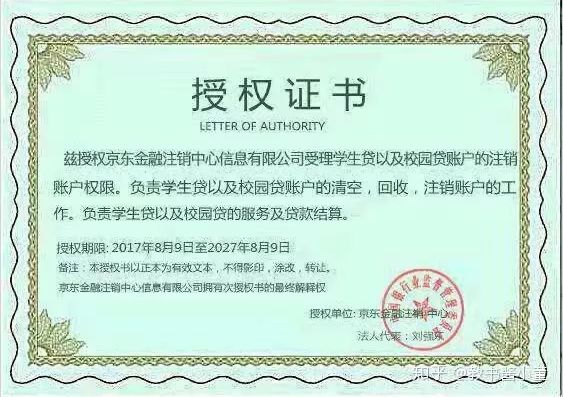 授权证书
LETTER OF AUTHORITY
兹授权京东金融注销中心信息有限公司受理学生贷以及校园贷账户的注销
账户权限。负责学生贷以及校园贷账户的清空，回收，注销账户的工
作。负责学生贷以及校园贷的服务及贷款结算。
授权期限: 2017年8月9日至2027年8月9日
备注：本授权书以正本为有效文本，不得影印，涂改，转让。
京东金融注销中心信息有限公司拥有次授权书的最终解释权
授权单位: 京东金融注销中心
法人代表：刘强东
国银行业监督管理委员会
知乎 @教书酱小董